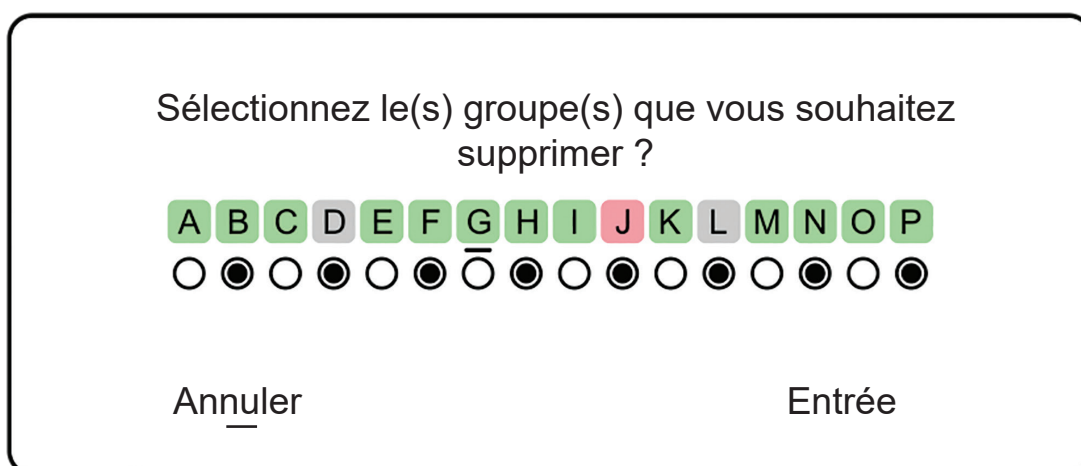 Sélectionnez le(s) groupe(s) que vous souhaitez
supprimer ?
A B C D E F G H I J K L M N O P
Annuler Entrée